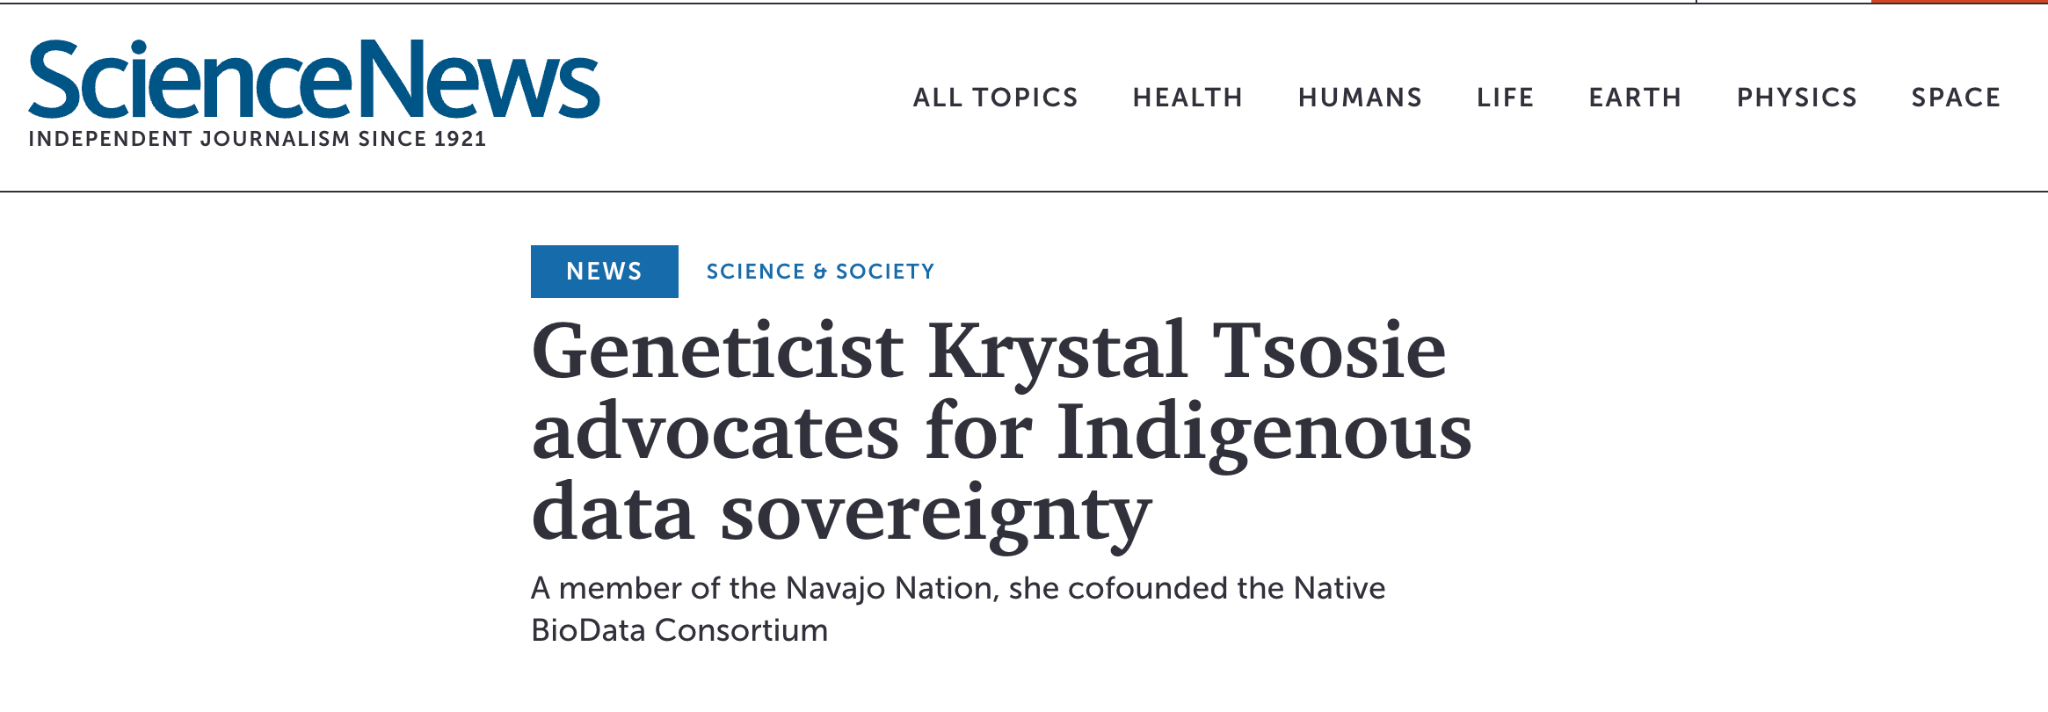 ScienceNews
INDEPENDENT JOURNALISM SINCE 1921
ALL TOPICS HEALTH HUMANS LIFE EARTH PHYSICS SPACE
NEWS SCIENCE & SOCIETY
Geneticist Krystal Tsosie
advocates for Indigenous
data sovereignty
A member of the Navajo Nation, she cofounded the Native
BioData Consortium